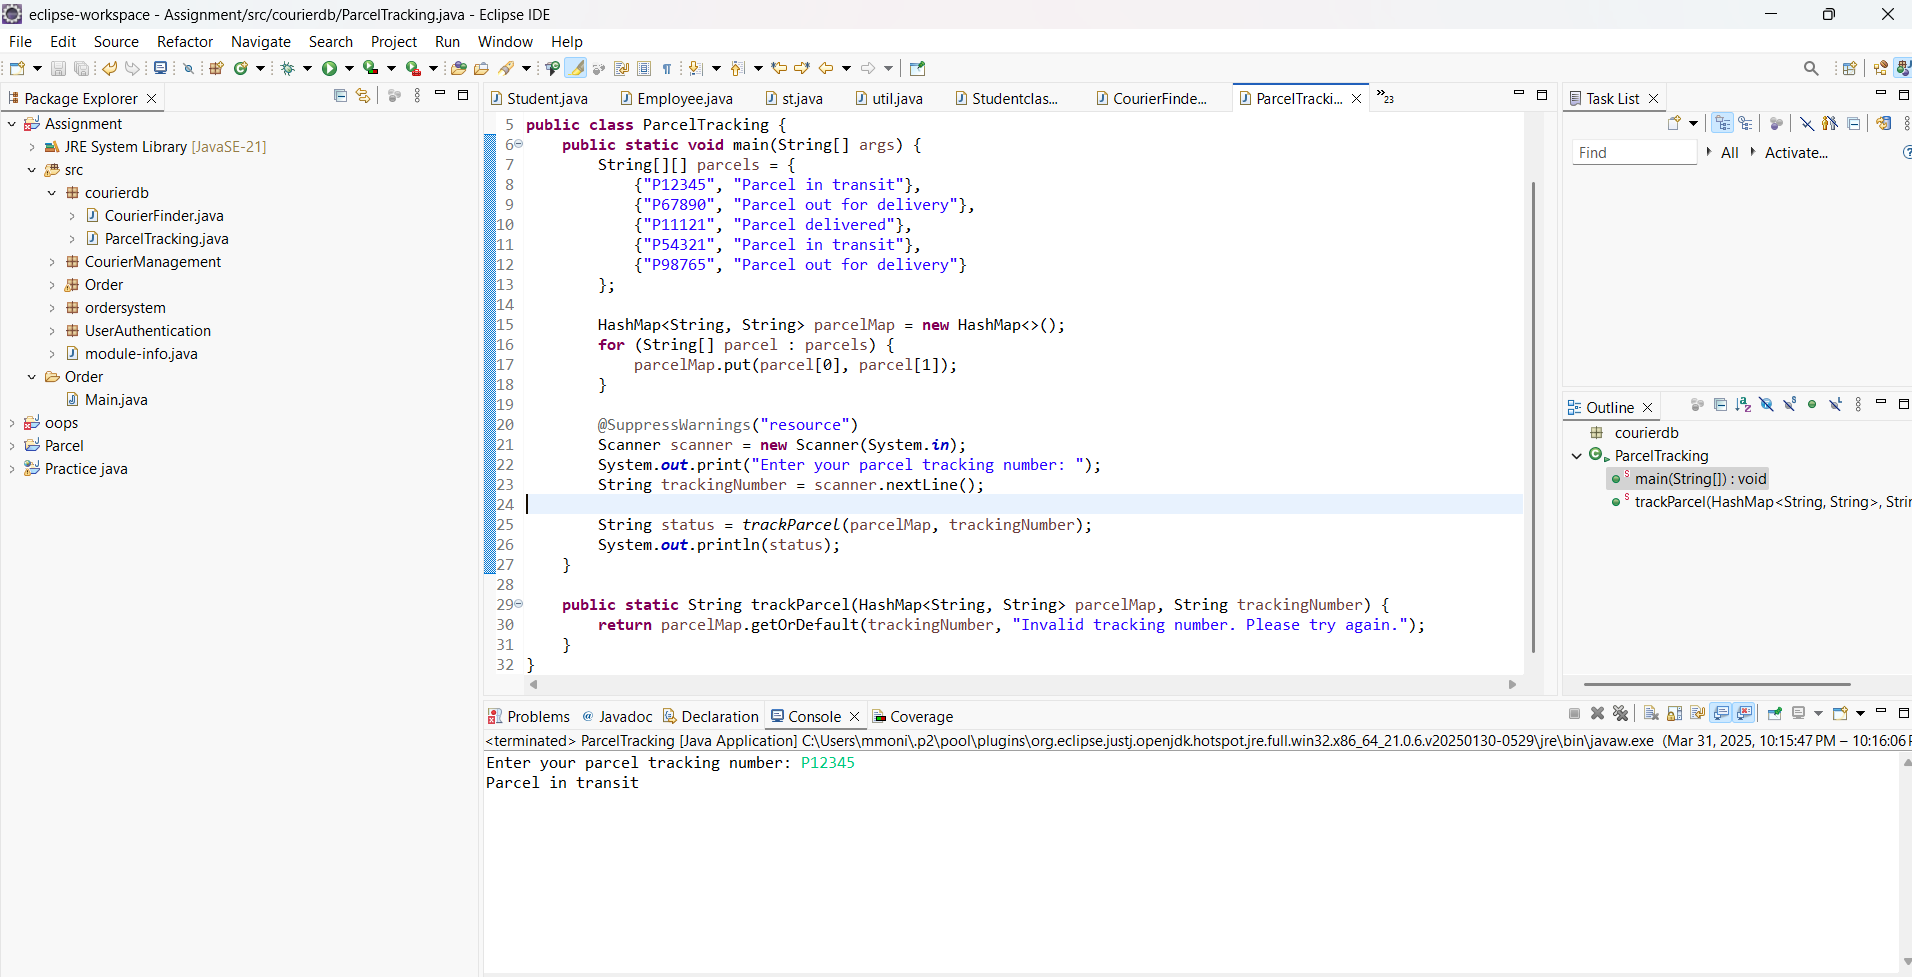 eclipse-workspace - Assignment/src/courierdb/ParcelTracking.java - Eclipse IDE
File Edit Source Refactor Navigate Search Project Run Window Help
Package Explorer
Assignment
JRE System Library [JavaSE-21]
src
courierdb
CourierFinder.java
ParcelTracking.java
CourierManagement
Order
ordersystem
UserAuthentication
module-info.java
Order
Main.java
oops
Parcel
Practice java
Student.java Employee.java st.java util.java Studentclas... CourierFinde... ParcelTracki... 23
5 public class ParcelTracking {
6 public static void main(String[] args) {
7 String[][] parcels = {
8 {"P12345", "Parcel in transit"},
9 {"P67890", "Parcel out for delivery"},
10 {"P11121", "Parcel delivered"},
11 {"P54321", "Parcel in transit"},
12 {"P98765", "Parcel out for delivery"}
13 };
14
15 HashMap<String, String> parcelMap = new HashMap<>();
16 for (String[] parcel : parcels) {
17 parcelMap.put(parcel[0], parcel[1]);
18 }
19
20 @SuppressWarnings("resource")
21 Scanner scanner = new Scanner(System.in);
22 System.out.print("Enter your parcel tracking number: ");
23 String trackingNumber = scanner.nextLine();
24
25 String status = trackParcel(parcelMap, trackingNumber);
26 System.out.println(status);
27 }
28
29 public static String trackParcel(HashMap<String, String> parcelMap, String trackingNumber) {
30 return parcelMap.getOrDefault(trackingNumber, "Invalid tracking number. Please try again.");
31 }
32 }
Task List
Find All Activate...
Outline
courierdb
ParcelTracking
main(String[]) : void
trackParcel(HashMap<String, String>, Stri
Problems Javadoc Declaration Console Coverage
<terminated> ParcelTracking [Java Application] C:\Users\mmoni\.p2\pool\plugins\org.eclipse.justj.openjdk.hotspot.jre.full.win32.x86_64_21.0.6.v20250130-0529\jre\bin\javaw.exe (Mar 31, 2025, 10:15:47 PM – 10:16:06 P
Enter your parcel tracking number: P12345
Parcel in transit